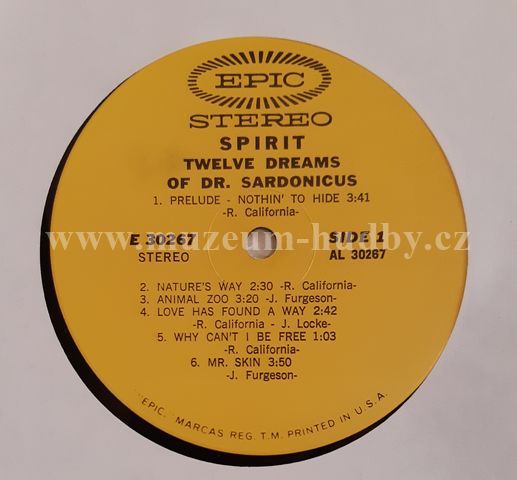 EPIC
STEREO
SPIRIT
TWELVE DREAMS
OF DR. SARDONICUS
1. PRELUDE - NOTHIN' TO HIDE 3:41
-R. California-
E 30267
STEREO
SIDE 1
AL 30267
www.muzeum-hudby.cz
2. NATURE'S WAY 2:30 -R. California-
3. ANIMAL ZOO 3:20 -J. Furgeson-
4. LOVE HAS FOUND A WAY 2:42
-R. California - J. Locke-
5. WHY CAN'T I BE FREE 1:03
-R. California-
6. MR. SKIN 3:50
-J. Furgeson-
"EPIC," MARCAS REG. T.M. PRINTED IN U.S.A.